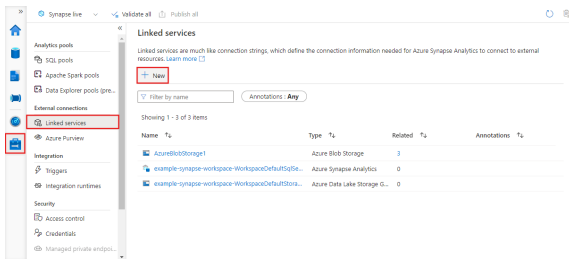 Synapse live
Validate all
Publish all
Analytics pools
SQL pools
Apache Spark pools
Data Explorer pools (pre...
External connections
Linked services
Azure Purview
Integration
Triggers
Integration runtimes
Security
Access control
Credentials
Managed private endpoi...
Linked services
Linked services are much like connection strings, which define the connection information needed for Azure Synapse Analytics to connect to external
resources. Learn more
New
Filter by name
Annotations : Any
Showing 1 - 3 of 3 items
Name Type Related Annotations
AzureBlobStorage1 Azure Blob Storage 3
example-synapse-workspace-WorkspaceDefaultSqlSe... Azure Synapse Analytics 0
example-synapse-workspace-WorkspaceDefaultStora... Azure Data Lake Storage G... 0